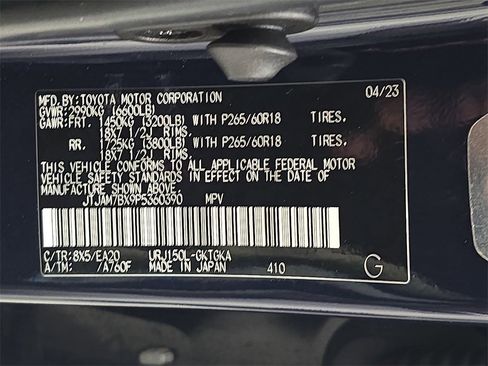 MFD.BY:TOYOTA MOTOR CORPORATION 04/23
GVWR:2990KG (6600LB)
GAWR:FRT. 1450KG (3200LB) WITH P265/60R18 TIRES,
18X7 1/2J RIMS,
RR. 1725KG (3800LB) WITH P265/60R18 TIRES,
18X7 1/2J RIMS.
THIS VEHICLE CONFORMS TO ALL APPLICABLE FEDERAL MOTOR
VEHICLE SAFETY STANDARDS IN EFFECT ON THE DATE OF
MANUFACTURE SHOWN ABOVE.
JTJAM7BX9P5360390 MPV
C/TR:8X5/EA20 URJ150L-GKTGKA
A/TM: /A760F MADE IN JAPAN 410 G